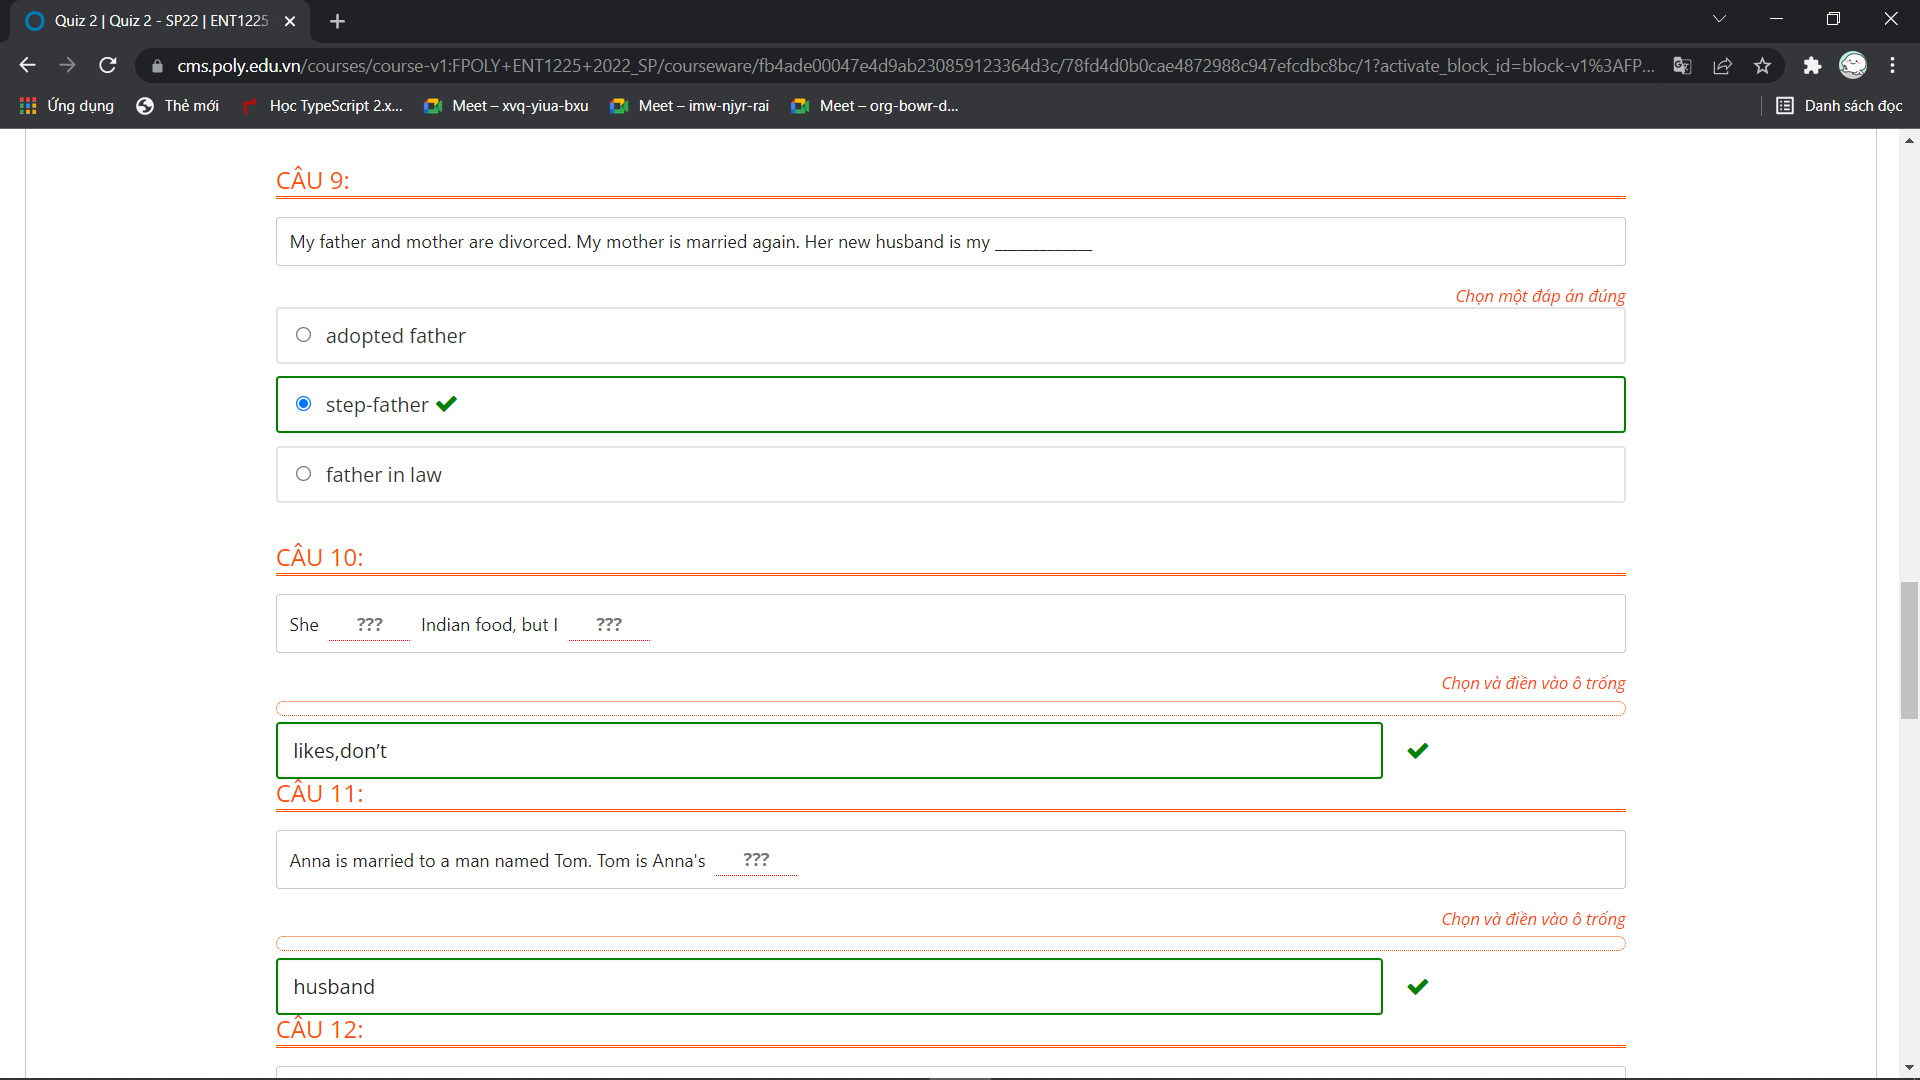 Quiz 2 | Quiz 2 - SP22 | ENT1225
cms.poly.edu.vn/courses/course-v1:FPOLY+ENT1225+2022_SP/courseware/fb4ade00047e4d9ab230859123364d3c/78fd4d0b0cae4872988c947efcdbc8bc/1?activate_block_id=block-v1%3AFP...
Ứng dụng Thẻ mới Học TypeScript 2.x... Meet – xvq-yiua-bxu Meet – imw-njyr-rai Meet – org-bowr-d... Danh sách đọc
CÂU 9:
My father and mother are divorced. My mother is married again. Her new husband is my ___________
Chọn một đáp án đúng
adopted father
step-father
father in law
CÂU 10:
She ??? Indian food, but I ???
Chọn và điền vào ô trống
likes,don’t
CÂU 11:
Anna is married to a man named Tom. Tom is Anna's ???
Chọn và điền vào ô trống
husband
CÂU 12: